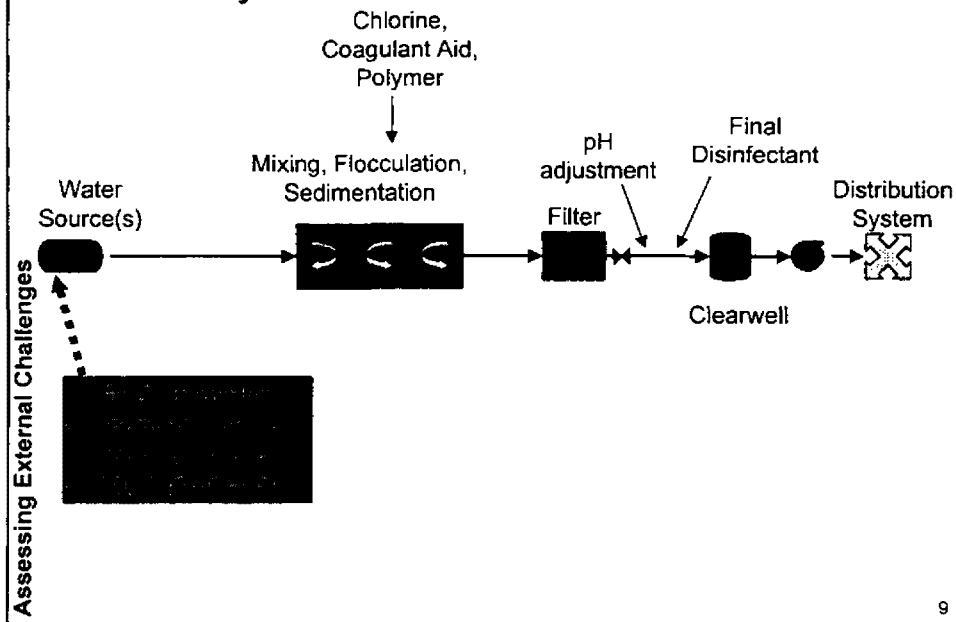 Chlorine,
Coagulant Aid,
Polymer
Mixing, Flocculation,
Sedimentation
Water
Source(s)
Filter
pH
adjustment
Final
Disinfectant
Clearwell
Distribution
System
Assessing External Challenges
9